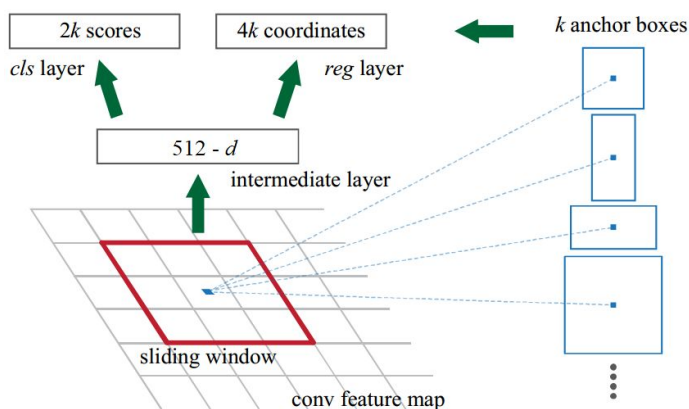 2k scores
4k coordinates
k anchor boxes
cls layer
reg layer
512 - d
intermediate layer
sliding window
conv feature map